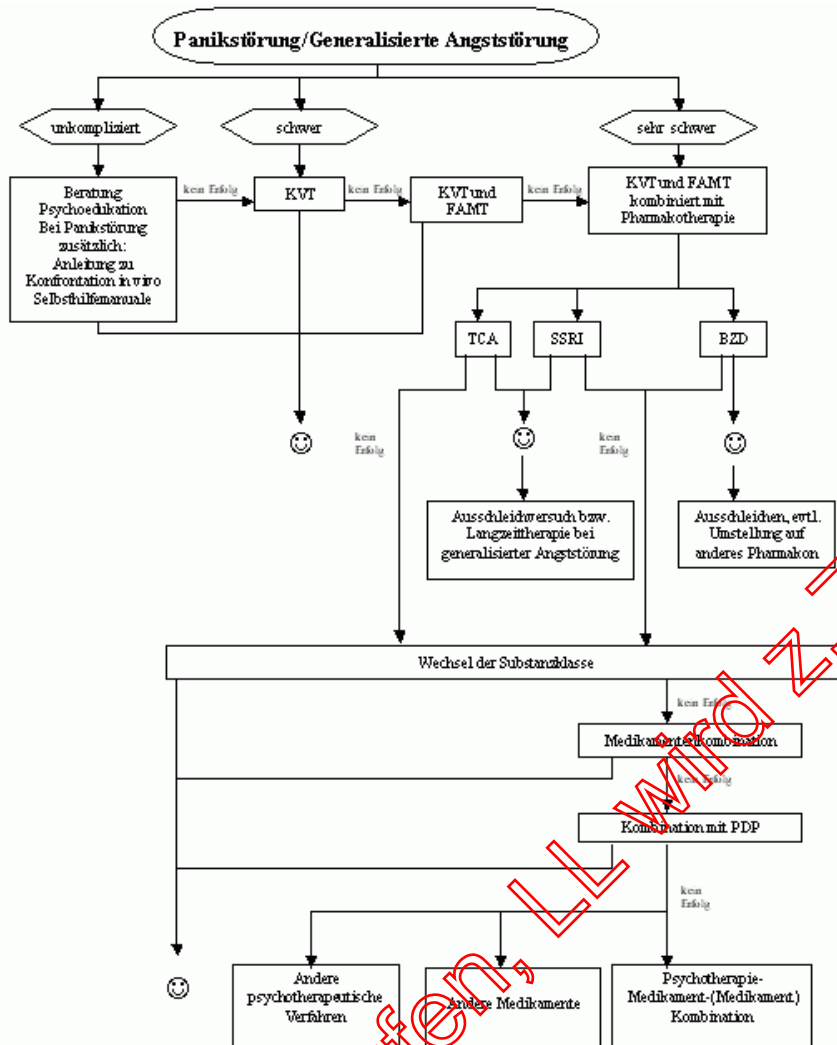 Panikstörung/Generalisierte Angststörung
unkompliziert
schwer
sehr schwer
Beratung
Psychoedukation
Bei Panikstörung
zusätzlich:
Anleitung zu
Konfrontation in vivo
Selbsthilfemanuale
kein Erfolg
KVT
kein Erfolg
KVT und
FAMT
kein Erfolg
KVT und FAMT
kombiniert mit
Pharmakotherapie
TCA
SSRI
BZD
kein
Erfolg
kein
Erfolg
Ausschleichversuch bzw.
Langzeittherapie bei
generalisierter Angststörung
Ausschleichen, evtl.
Umstellung auf
anderes Pharmakon
Wechsel der Substanzklasse
kein Erfolg
Medikamentenkombination
kein Erfolg
Kombination mit PDP
kein
Erfolg
Andere
psychotherapeutische
Verfahren
Andere Medikamente
Psychotherapie-
Medikament-(Medikament)
Kombination
fen, LL wird z.